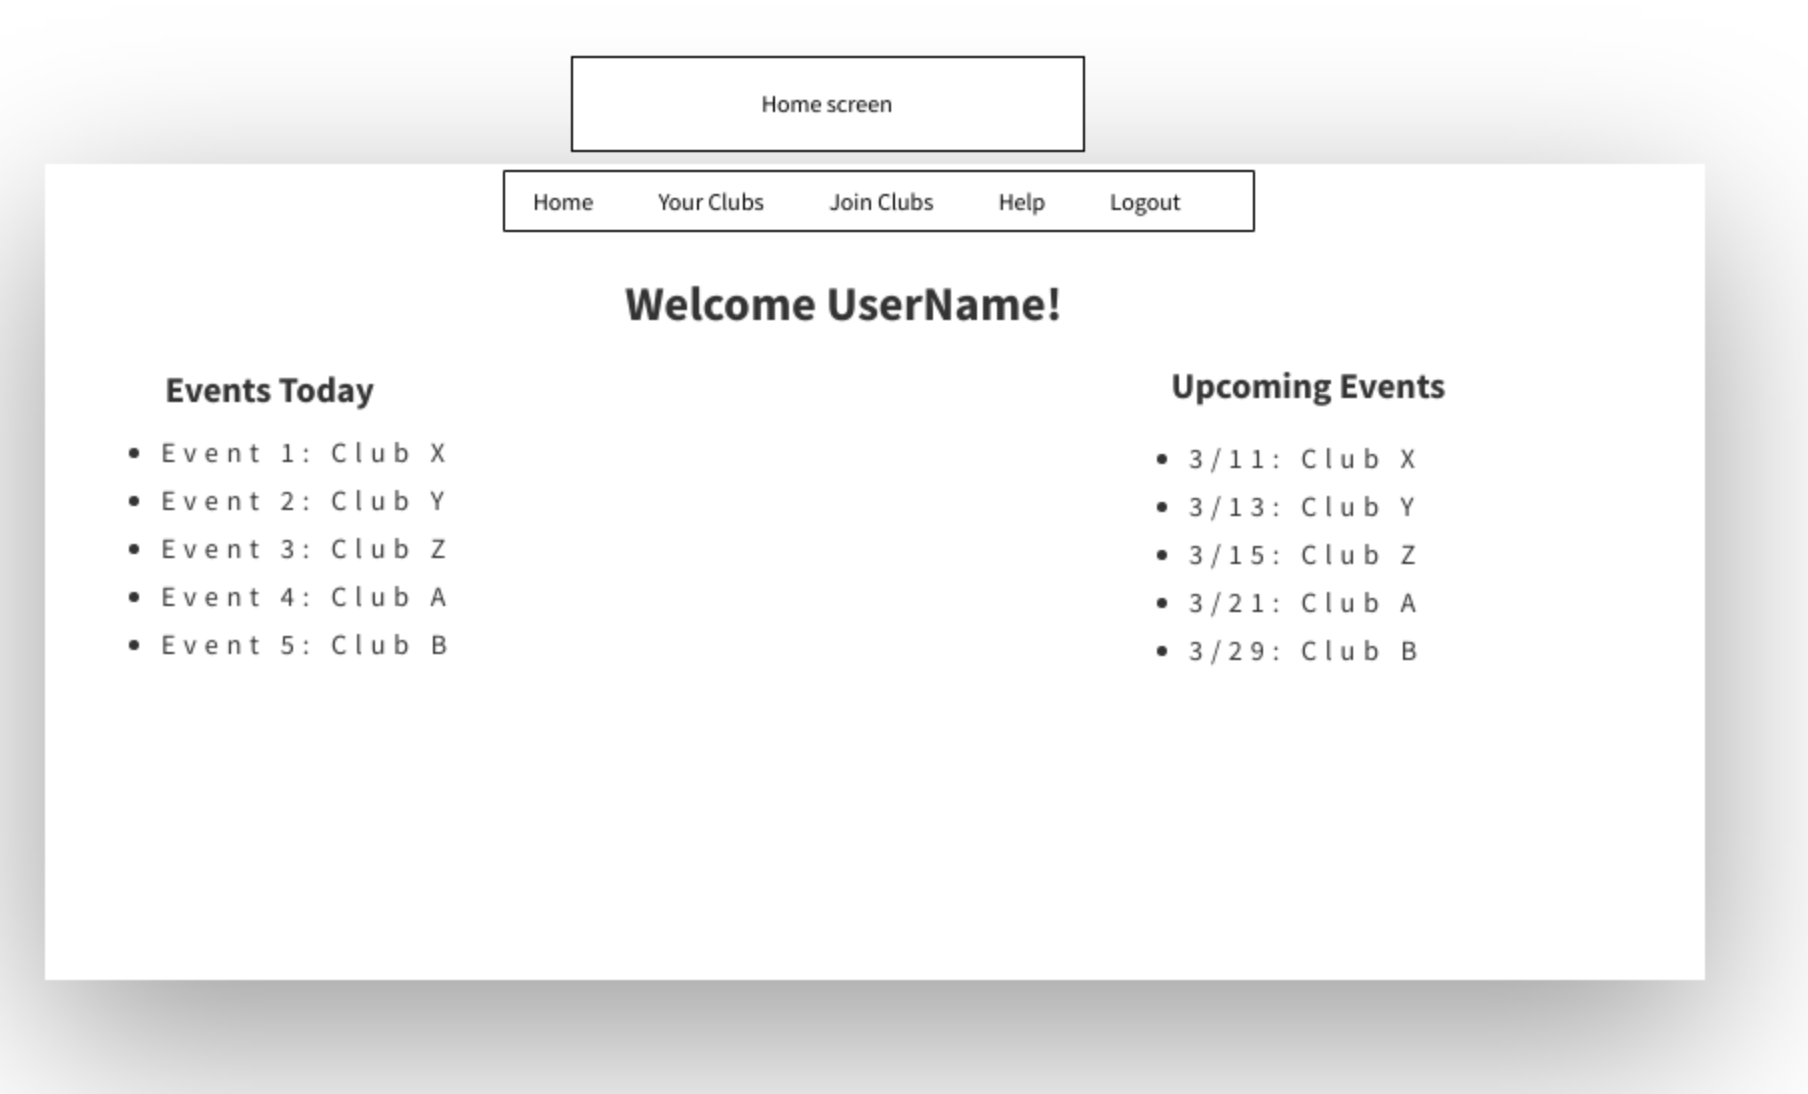 Home screen
Home Your Clubs Join Clubs Help Logout
Welcome UserName!
Events Today
Event 1: Club X
Event 2: Club Y
Event 3: Club Z
Event 4: Club A
Event 5: Club B
Upcoming Events
3/11: Club X
3/13: Club Y
3/15: Club Z
3/21: Club A
3/29: Club B